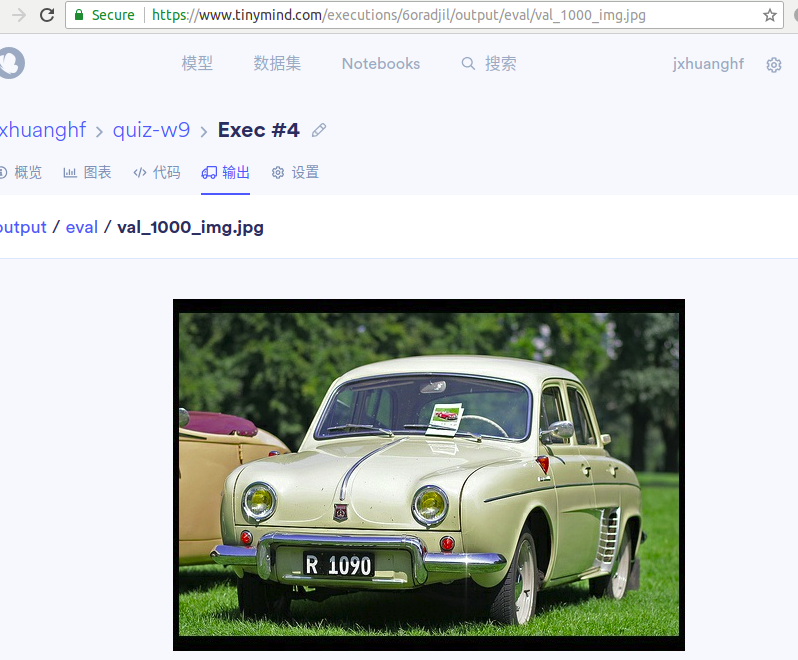 Secure https://www.tinymind.com/executions/6oradjil/output/eval/val_1000_img.jpg
模型 数据集 Notebooks 搜索 jxhuanghf
xhuanghf > quiz-w9 > Exec #4
概览 图表 </> 代码 输出 设置
output / eval / val_1000_img.jpg
R 1090